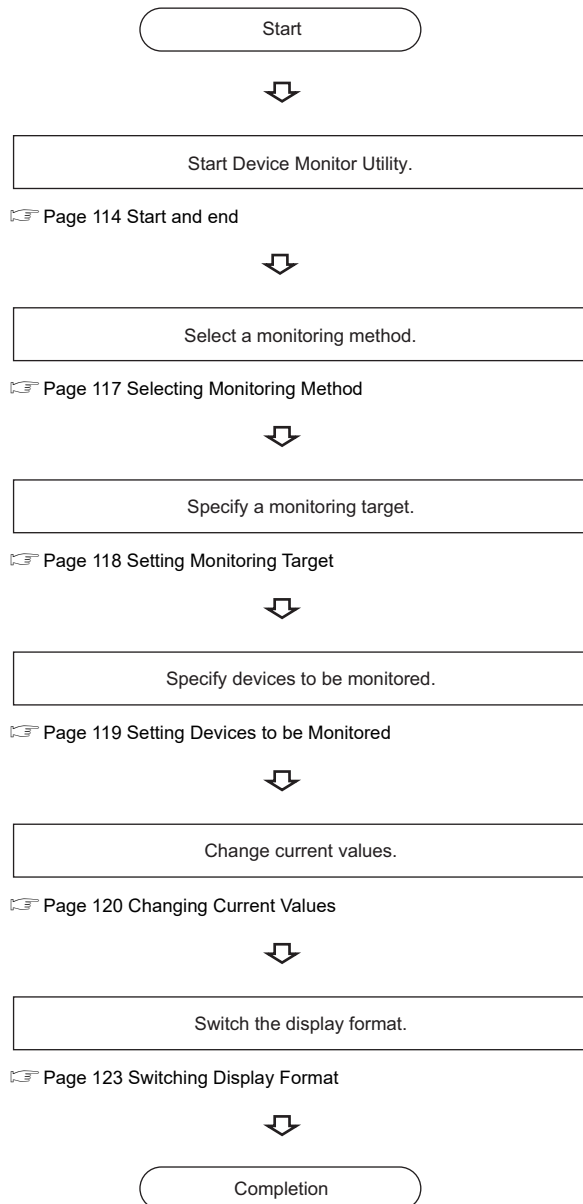 Start
Start Device Monitor Utility.
Page 114 Start and end
Select a monitoring method.
Page 117 Selecting Monitoring Method
Specify a monitoring target.
Page 118 Setting Monitoring Target
Specify devices to be monitored.
Page 119 Setting Devices to be Monitored
Change current values.
Page 120 Changing Current Values
Switch the display format.
Page 123 Switching Display Format
Completion